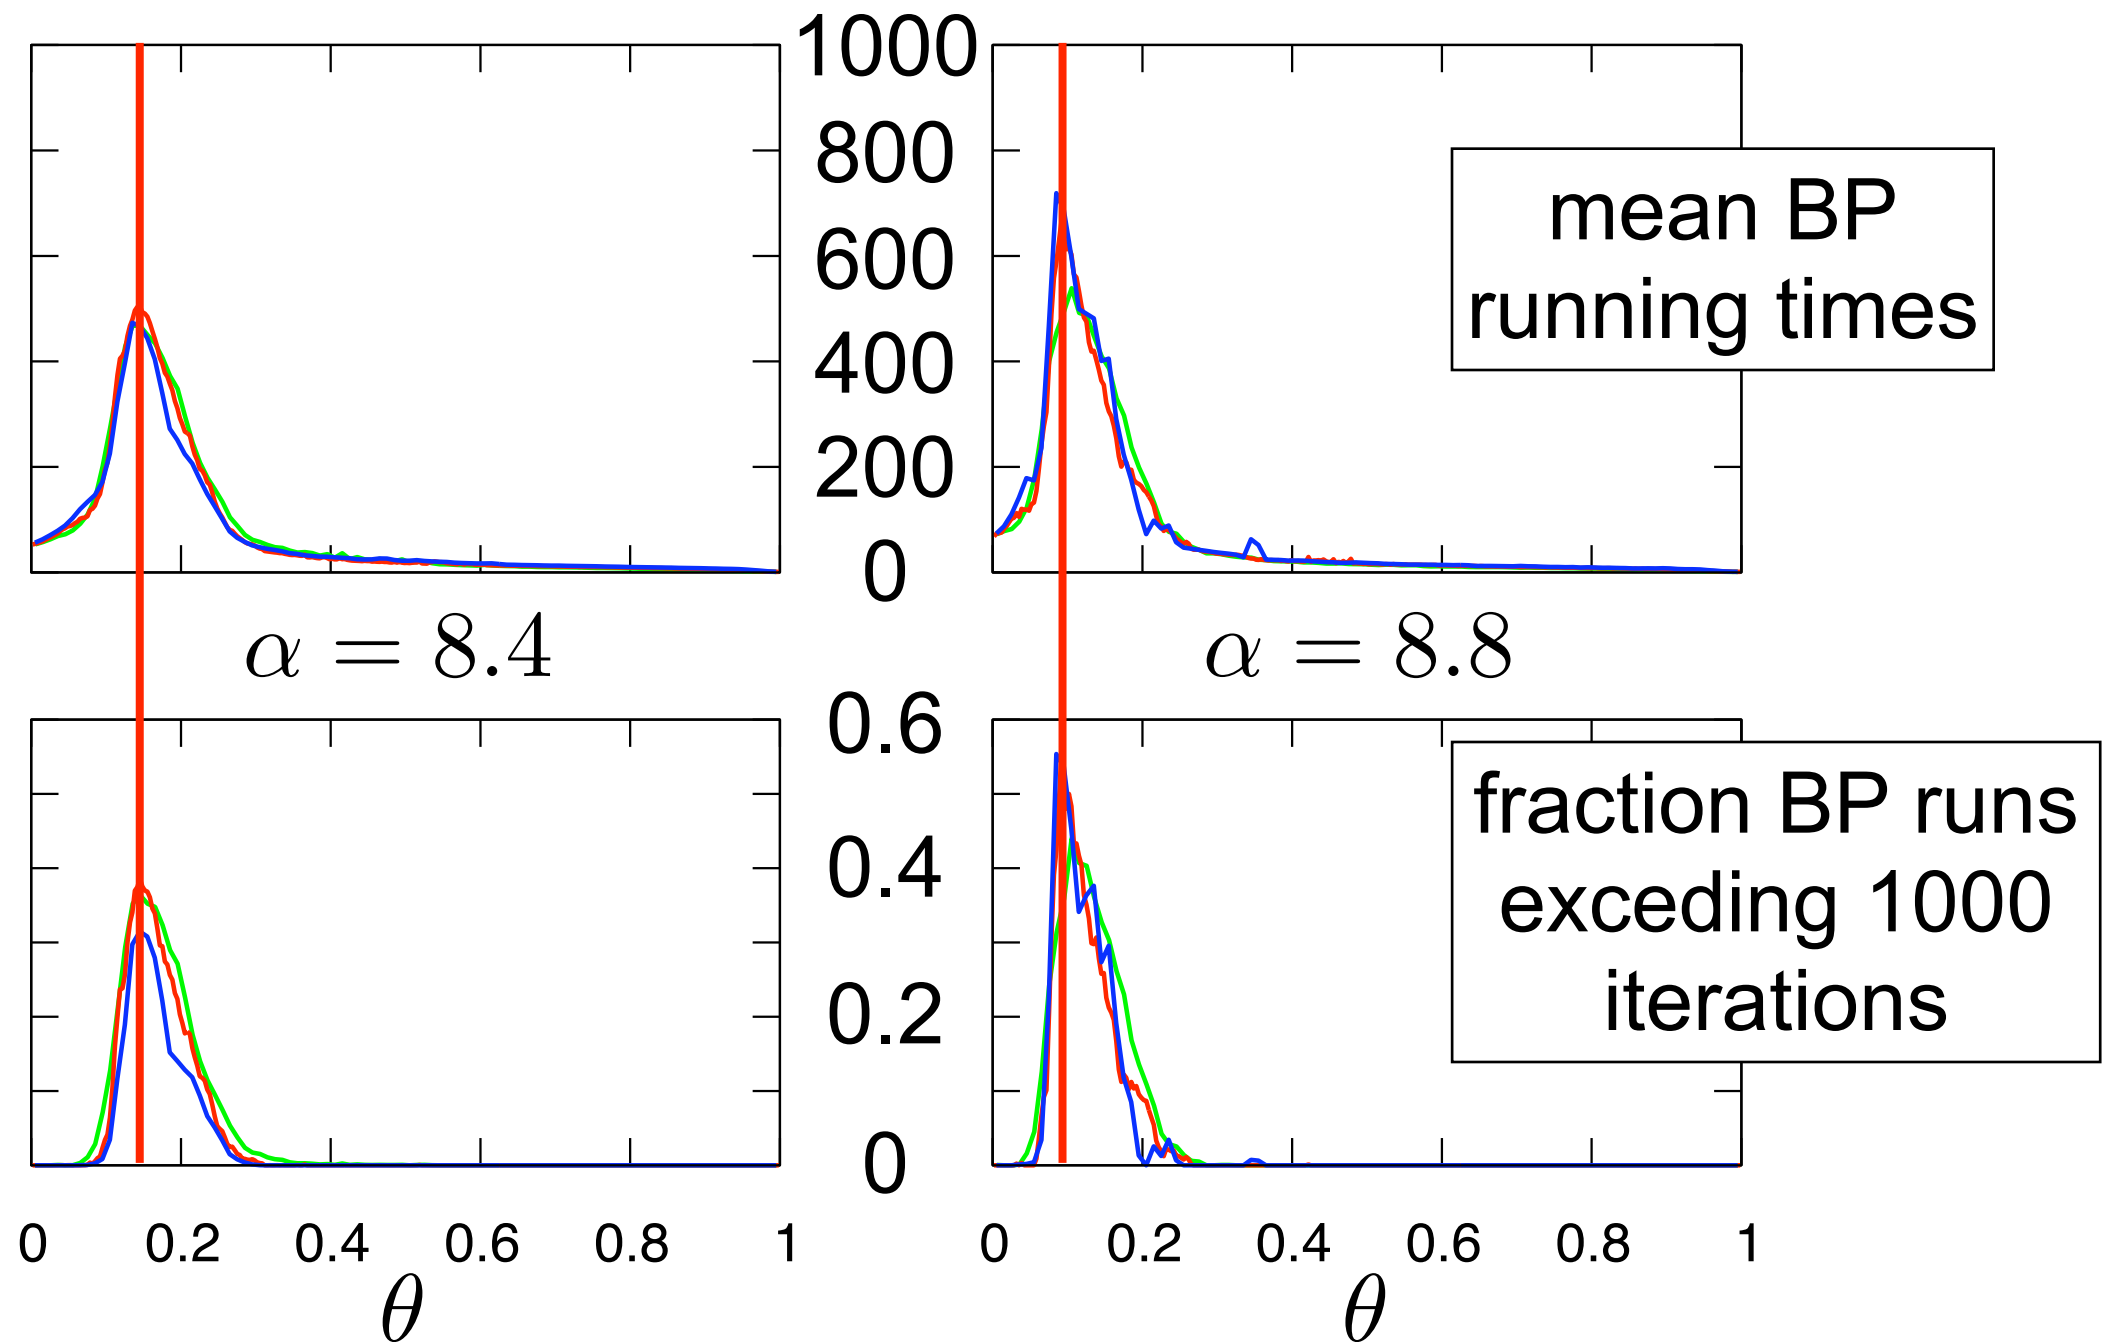 1000
800
600
400
200
0
mean BP
running times
α = 8.4
α = 8.8
0.6
0.4
0.2
0
fraction BP runs
exceding 1000
iterations
0 0.2 0.4 0.6 0.8 1
0 0.2 0.4 0.6 0.8 1
θ
θ